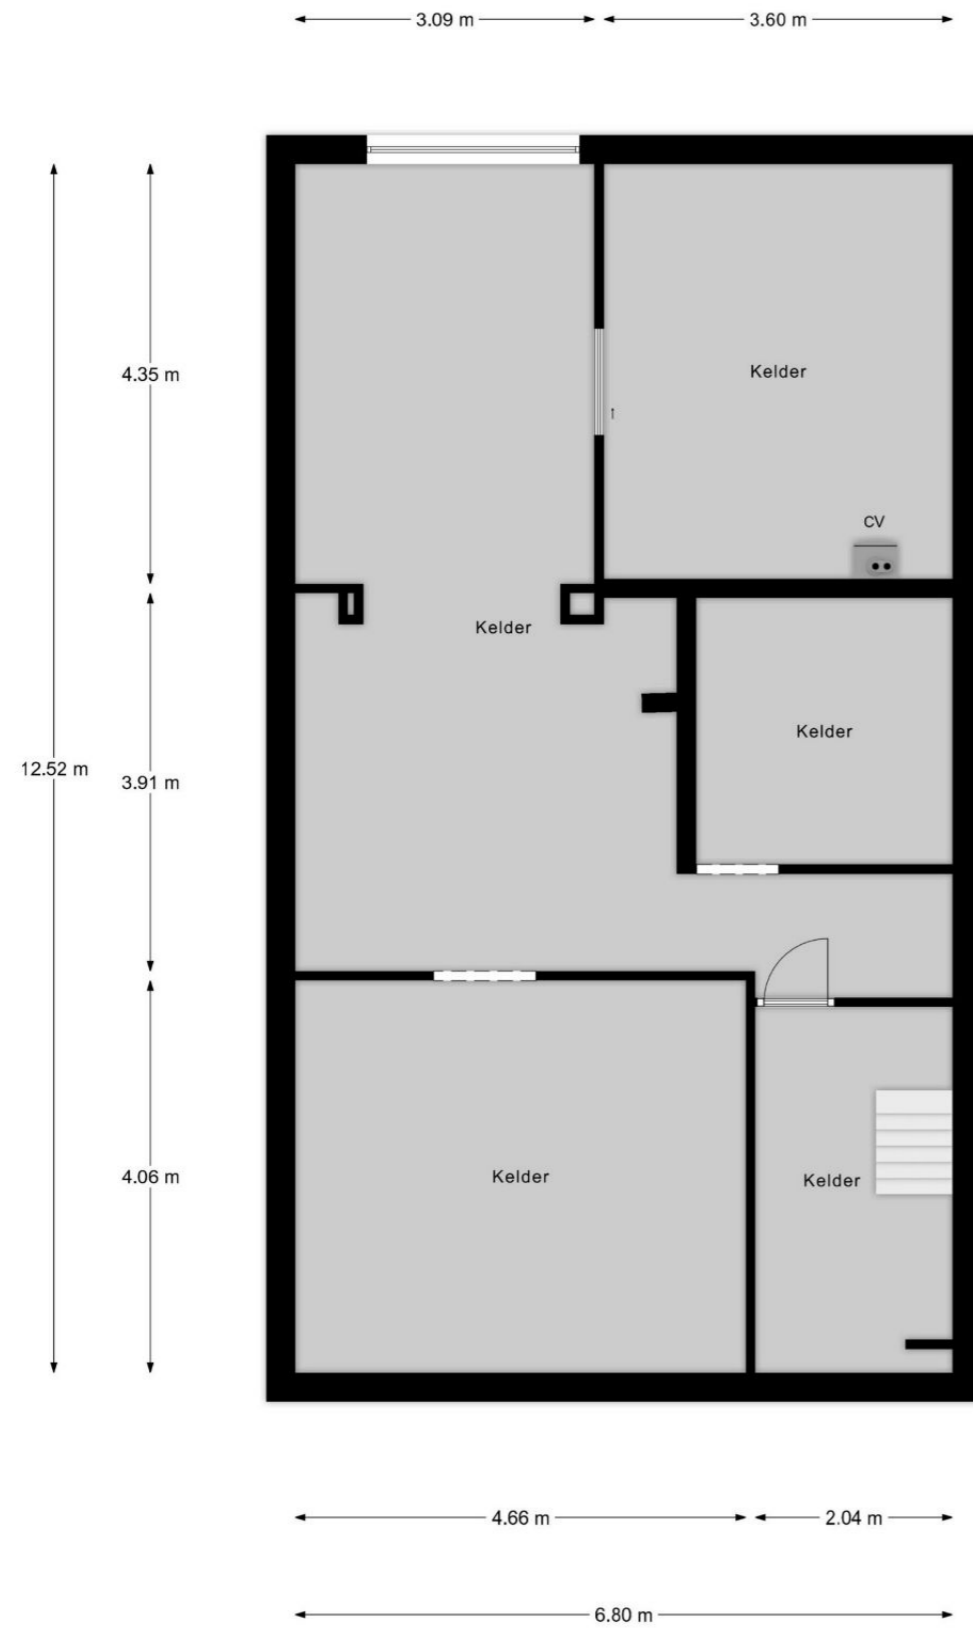 3.09 m
3.60 m
4.35 m
Kelder
↑
CV
Kelder
Kelder
12.52 m
3.91 m
4.06 m
Kelder
Kelder
4.66 m
2.04 m
6.80 m